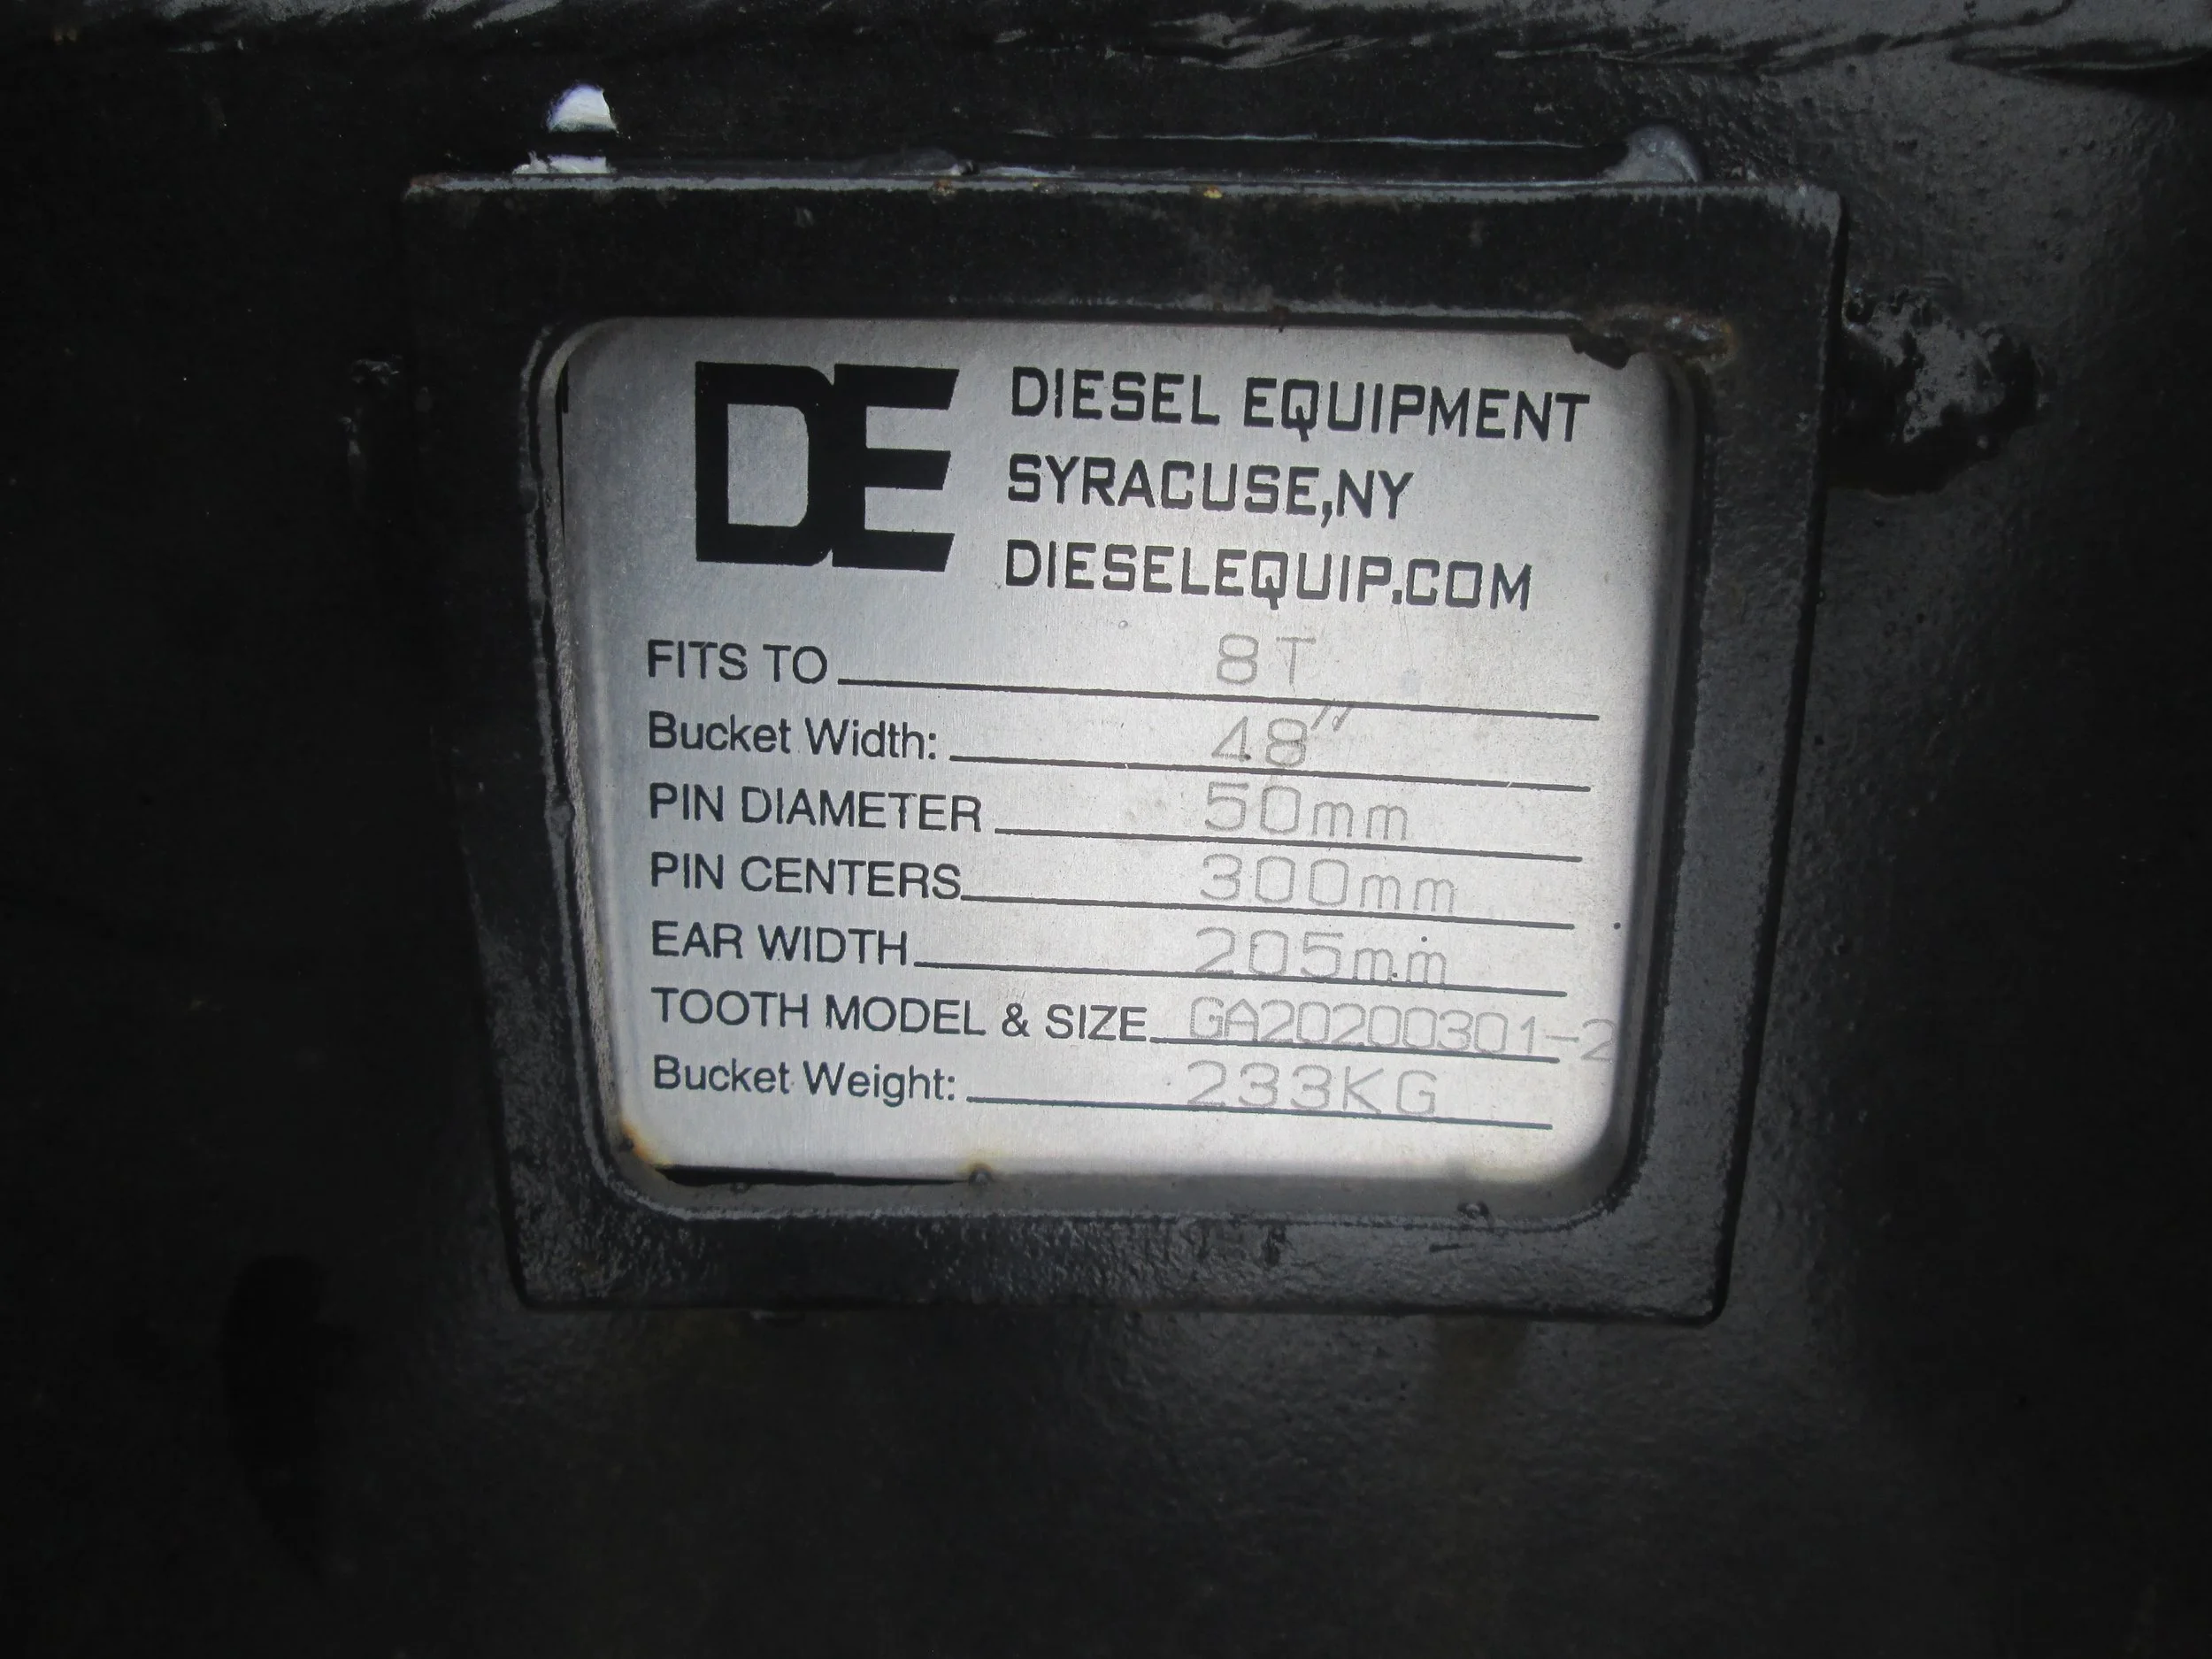 DE DIESEL EQUIPMENT
SYRACUSE,NY
DIESELEQUIP.COM
FITS TO 8T
Bucket Width: 48"
PIN DIAMETER 50mm
PIN CENTERS 300mm
EAR WIDTH 205mm
TOOTH MODEL & SIZE GA20200301-2
Bucket Weight: 233KG